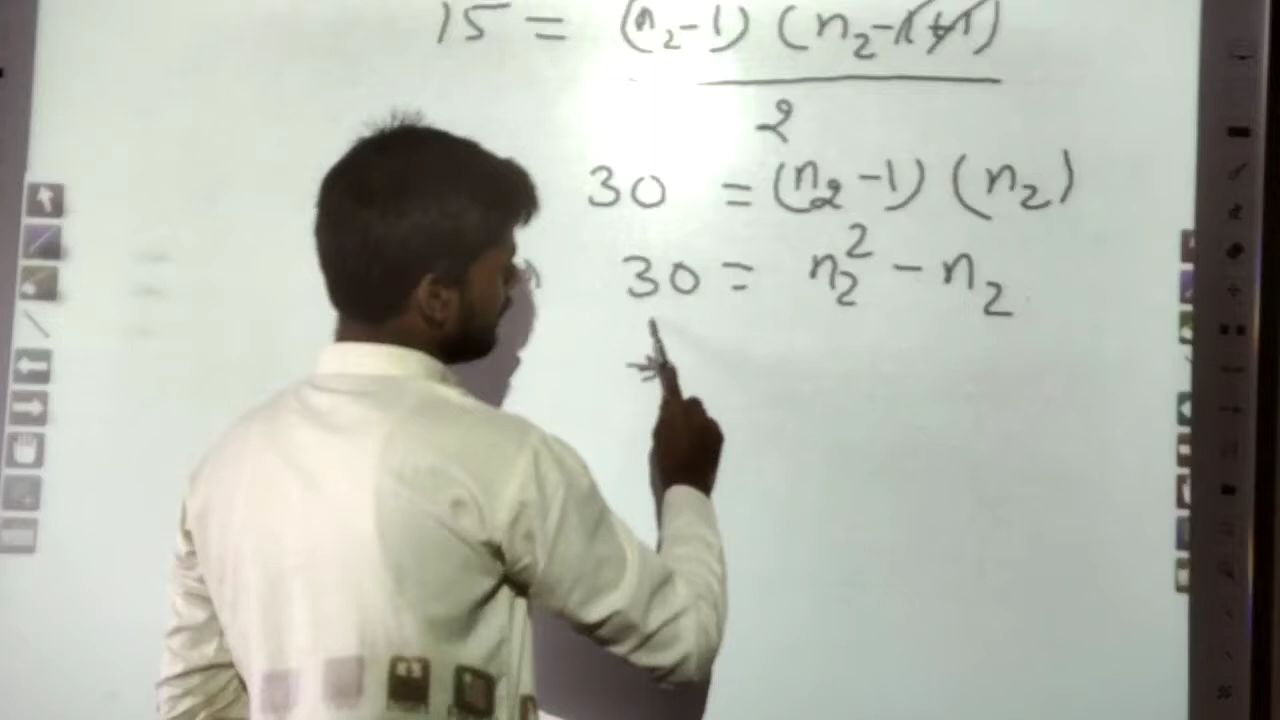 15 = (n₂-1) (n₂-1+1) / 2
30 = (n₂ -1) (n₂)
30 = n₂² - n₂